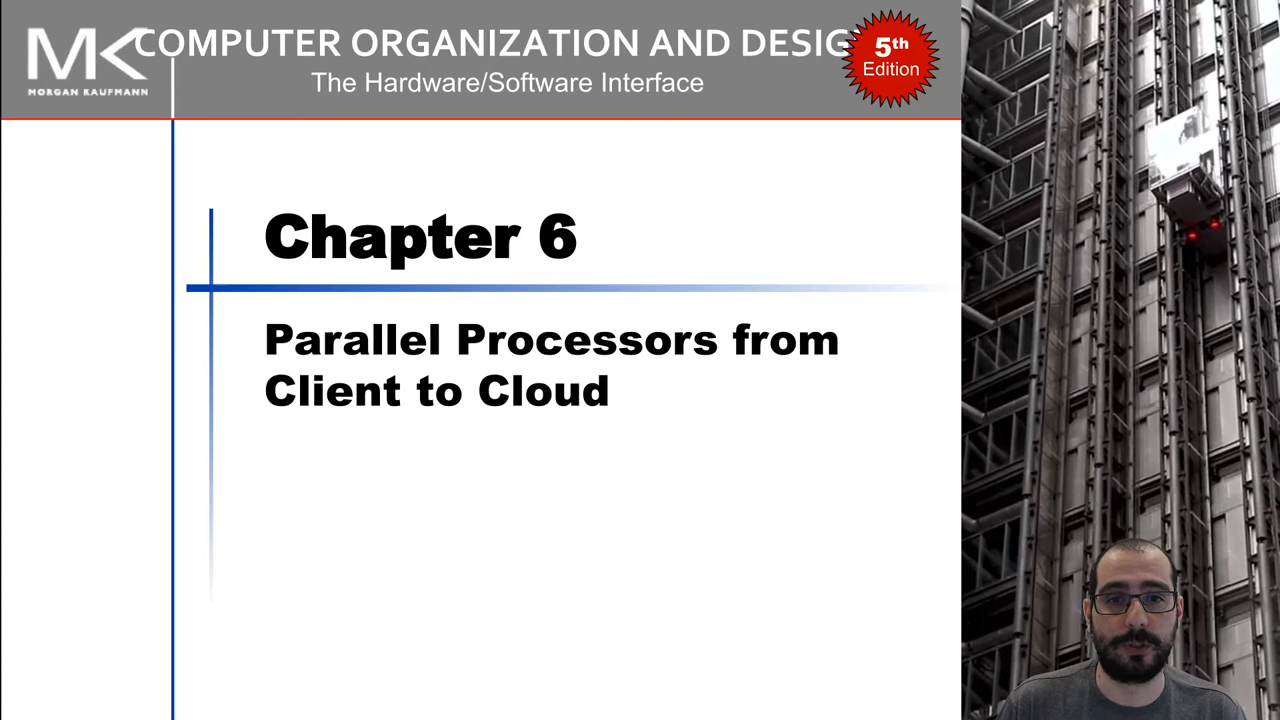 MK
MORGAN KAUFMANN
COMPUTER ORGANIZATION AND DESIG
The Hardware/Software Interface
5th
Edition
Chapter 6
Parallel Processors from
Client to Cloud